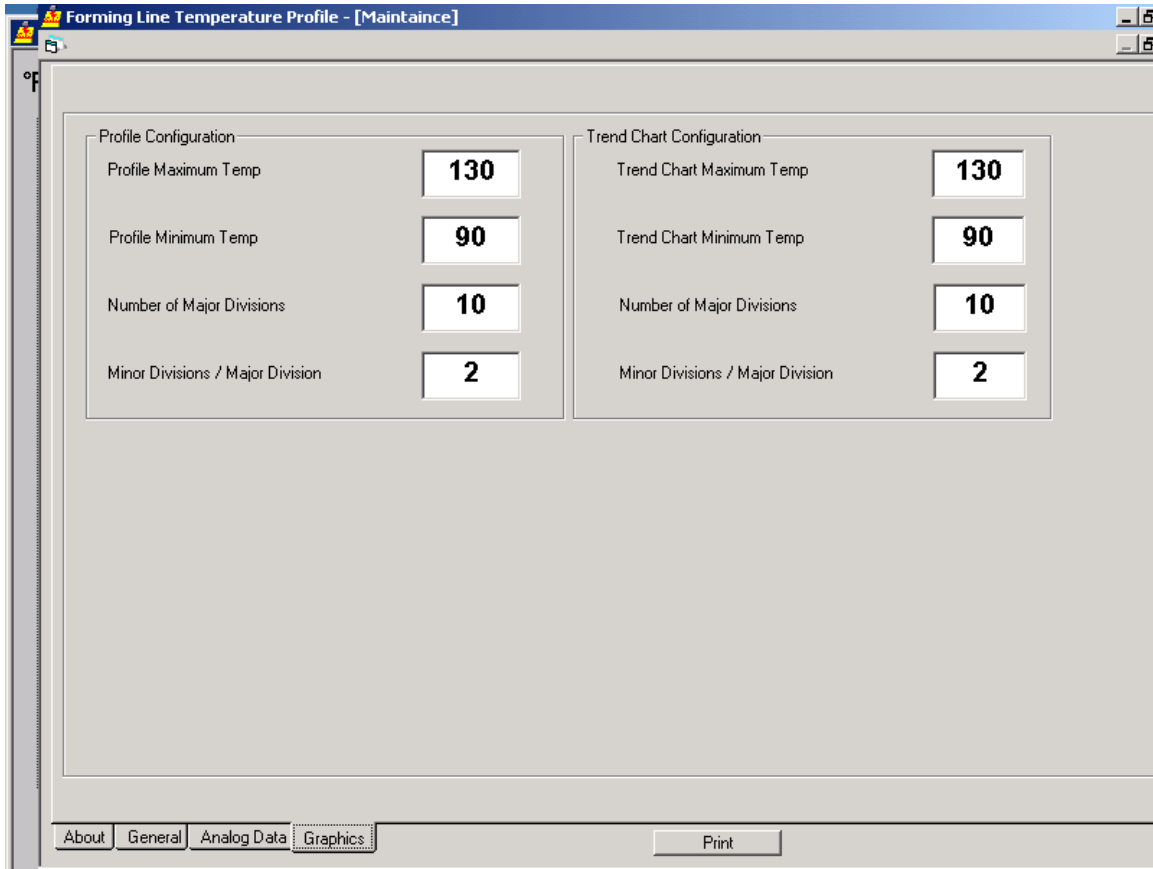 Forming Line Temperature Profile - [Maintaince]
Profile Configuration
Profile Maximum Temp 130
Profile Minimum Temp 90
Number of Major Divisions 10
Minor Divisions / Major Division 2
Trend Chart Configuration
Trend Chart Maximum Temp 130
Trend Chart Minimum Temp 90
Number of Major Divisions 10
Minor Divisions / Major Division 2
About General Analog Data Graphics
Print